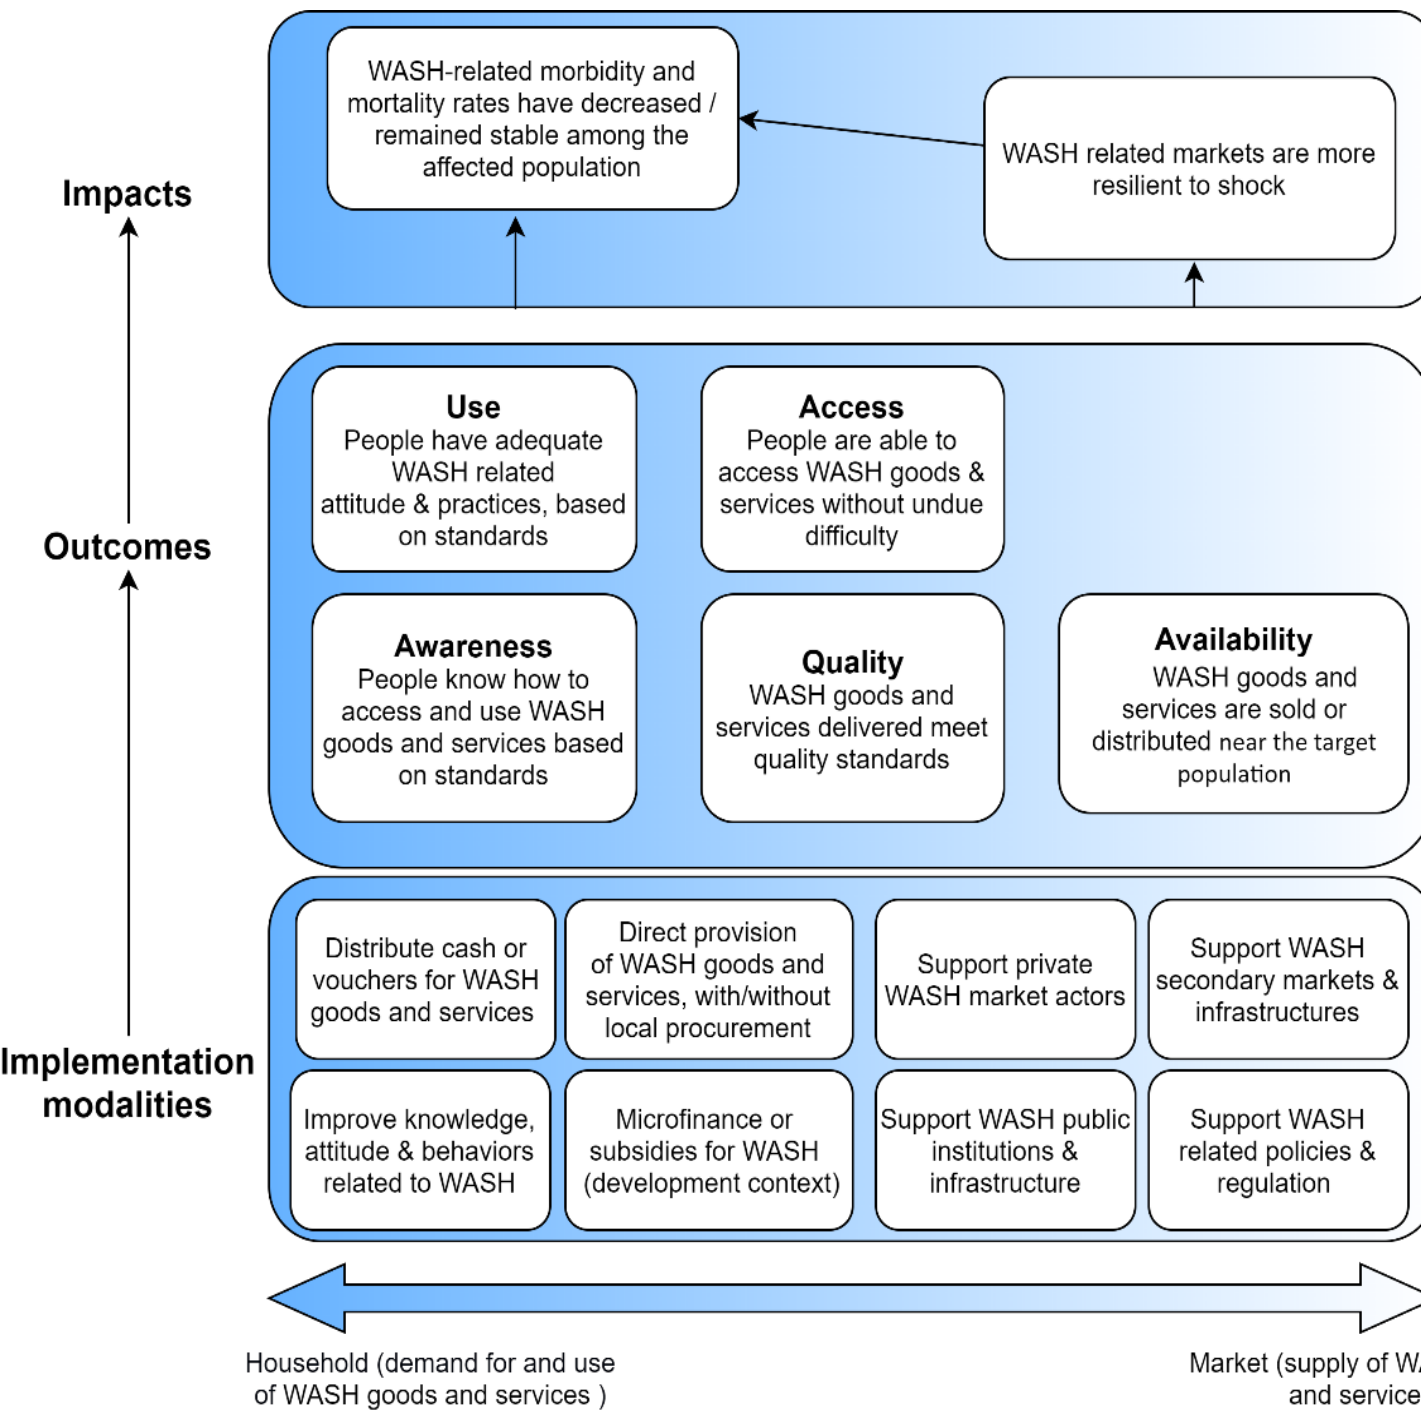 WASH-related morbidity and
mortality rates have decreased /
remained stable among the
affected population
WASH related markets are more
resilient to shock
Impacts
Use
People have adequate
WASH related
attitude & practices, based
on standards
Access
People are able to
access WASH goods &
services without undue
difficulty
Outcomes
Awareness
People know how to
access and use WASH
goods and services based
on standards
Quality
WASH goods and
services delivered meet
quality standards
Availability
WASH goods and
services are sold or
distributed near the target
population
Distribute cash or
vouchers for WASH
goods and services
Direct provision
of WASH goods and
services, with/without
local procurement
Support private
WASH market actors
Support WASH
secondary markets &
infrastructures
Implementation
modalities
Improve knowledge,
attitude & behaviors
related to WASH
Microfinance or
subsidies for WASH
(development context)
Support WASH public
institutions &
infrastructure
Support WASH
related policies &
regulation
Household (demand for and use
of WASH goods and services )
Market (supply of
and service